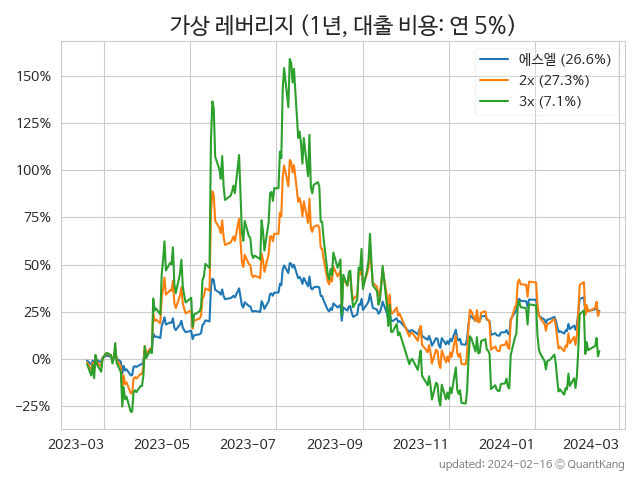 가상 레버리지 (1년, 대출 비용: 연 5%)
에스엘 (26.6%)
2x (27.3%)
3x (7.1%)
150%
125%
100%
75%
50%
25%
0%
−25%
2023-03 2023-05 2023-07 2023-09 2023-11 2024-01 2024-03
updated: 2024-02-16 © QuantKang